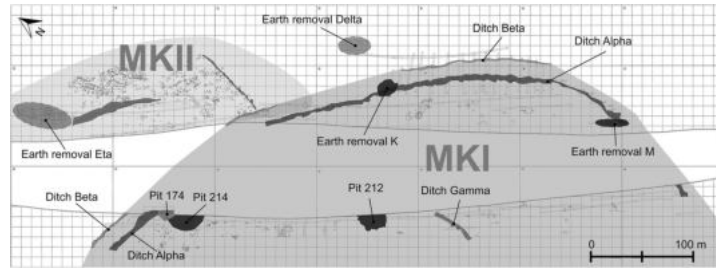 N
Earth removal Delta
Ditch Beta
Ditch Alpha
MKII
Earth removal Eta
Earth removal K
Earth removal M
MKI
Ditch Beta
Pit 174
Pit 214
Pit 212
Ditch Gamma
Ditch Alpha
0 100 m